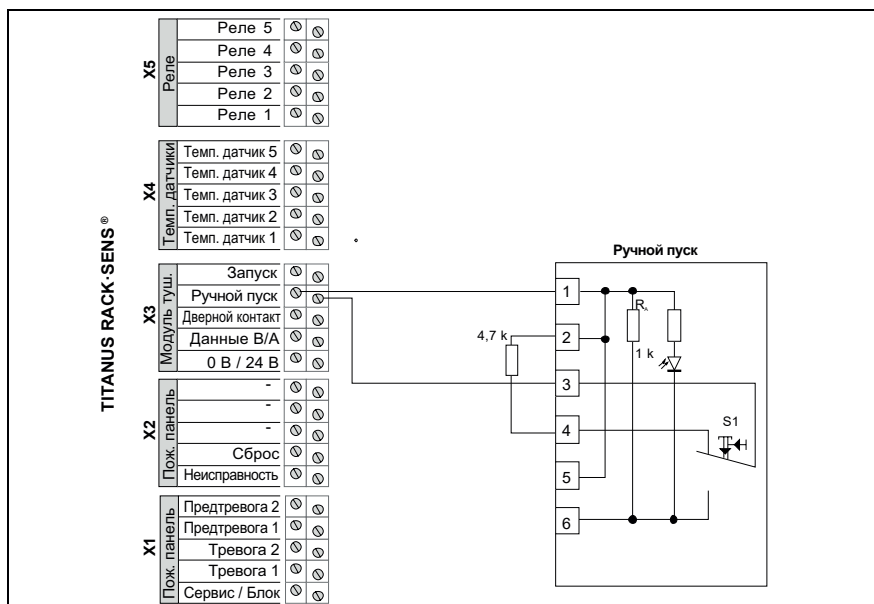 TITANUS RACK·SENS®
X5
Реле
Реле 5
Реле 4
Реле 3
Реле 2
Реле 1
X4
Темп. датчики
Темп. датчик 5
Темп. датчик 4
Темп. датчик 3
Темп. датчик 2
Темп. датчик 1
X3
Модуль туш.
Запуск
Ручной пуск
Дверной контакт
Данные B/A
0 В / 24 В
X2
Пож. панель
-
-
-
Сброс
Неисправность
X1
Пож. панель
Предтревога 2
Предтревога 1
Тревога 2
Тревога 1
Сервис / Блок
Ручной пуск
1
2
3
4
5
6
4,7 k
RA
1 k
S1